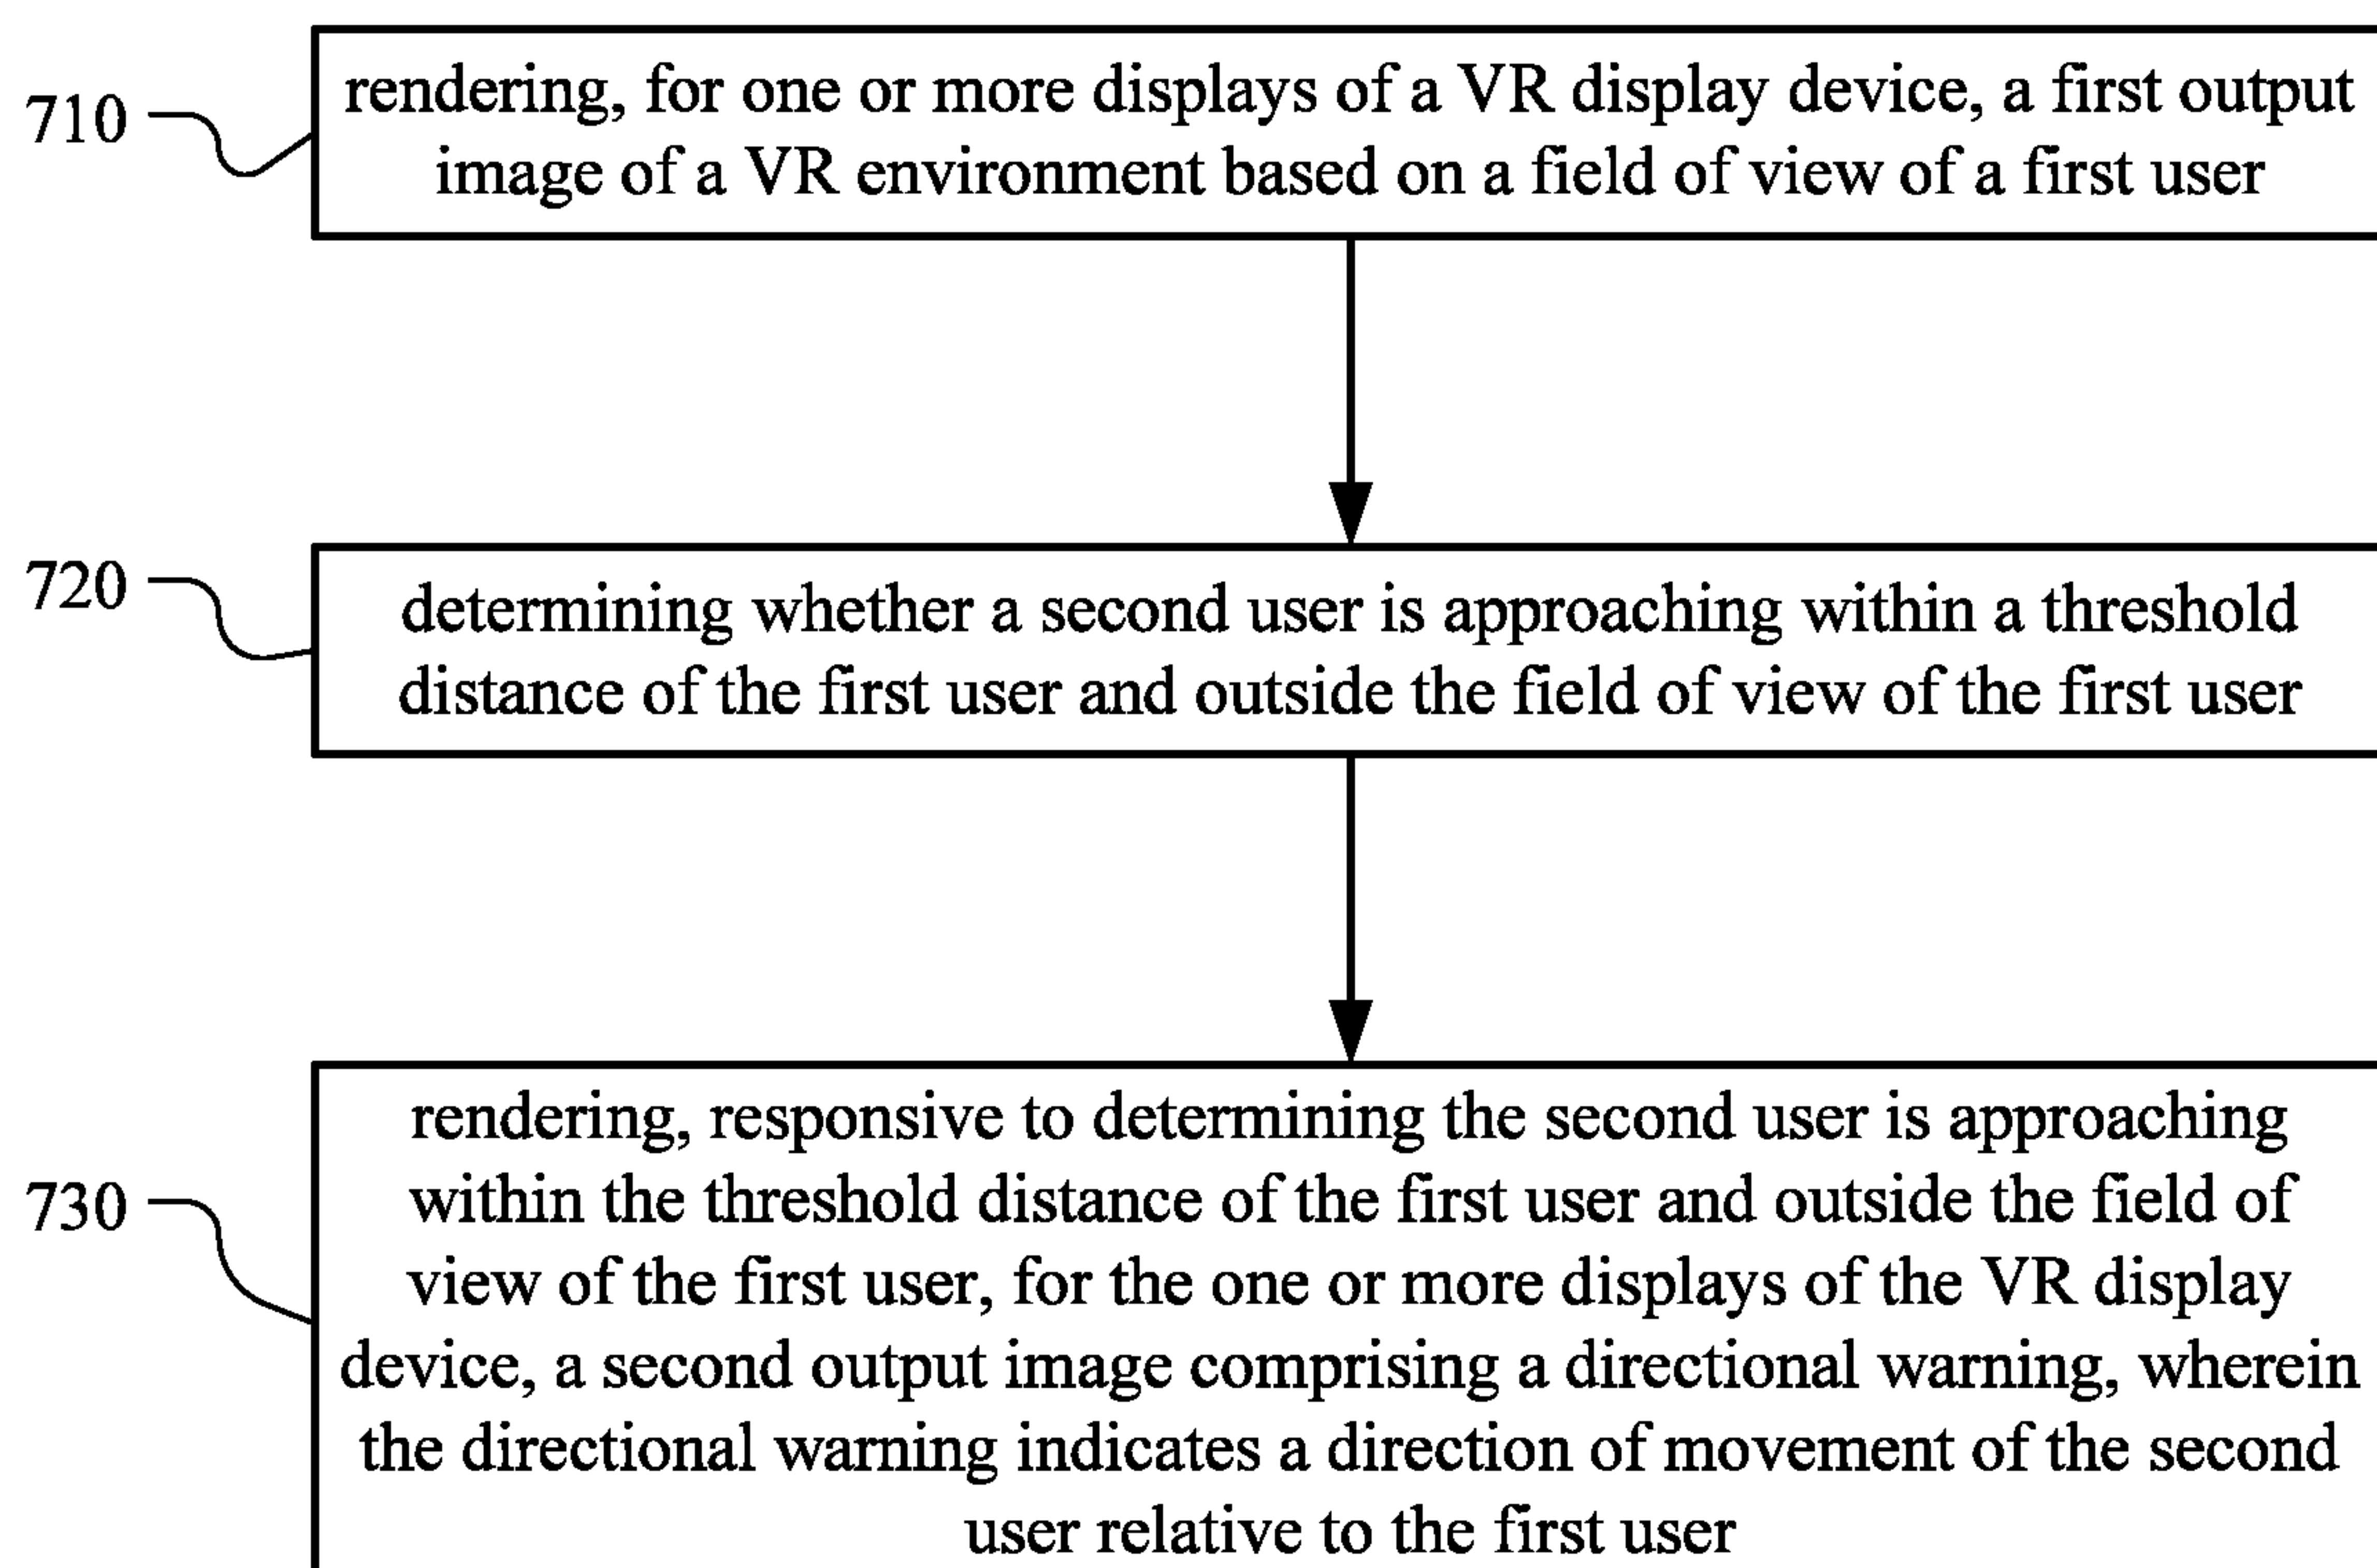 710
rendering, for one or more displays of a VR display device, a first output
image of a VR environment based on a field of view of a first user
720
determining whether a second user is approaching within a threshold
distance of the first user and outside the field of view of the first user
730
rendering, responsive to determining the second user is approaching
within the threshold distance of the first user and outside the field of
view of the first user, for the one or more displays of the VR display
device, a second output image comprising a directional warning, wherein
the directional warning indicates a direction of movement of the second
user relative to the first user